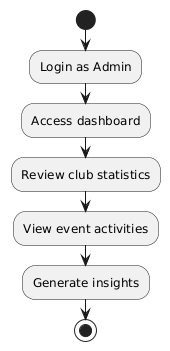 Login as Admin
Access dashboard
Review club statistics
View event activities
Generate insights